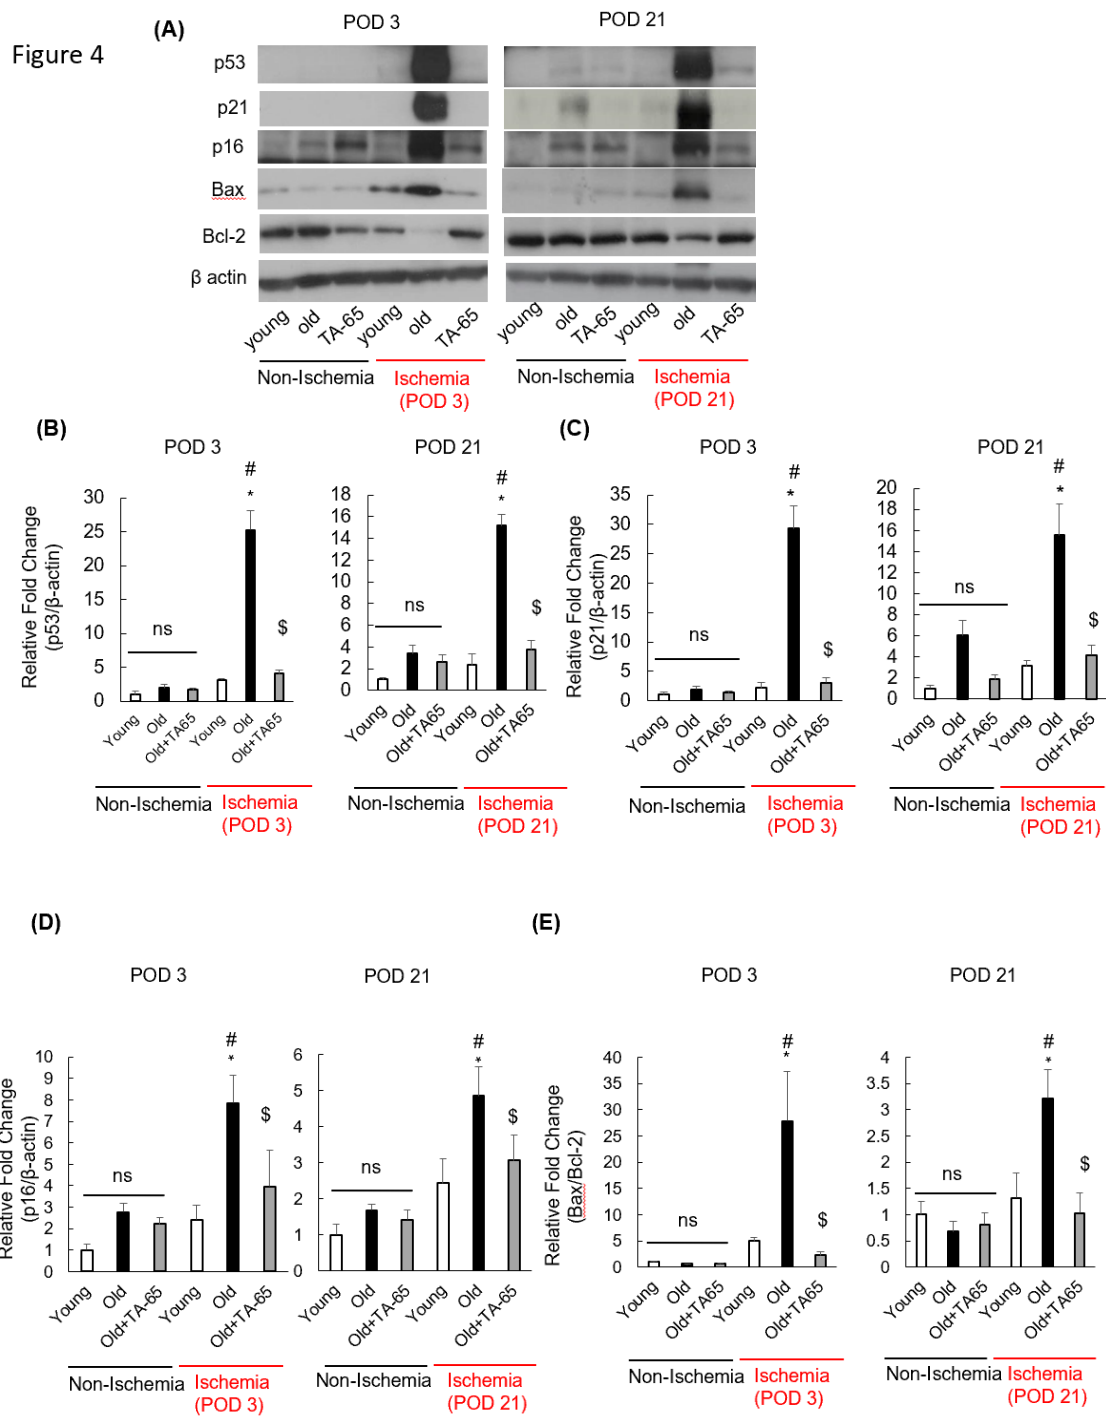 Figure 4
(A)
POD 3
POD 21
p53
p21
p16
Bax
Bcl-2
β actin
young
old
TA-65
young
old
TA-65
young
old
TA-65
young
old
TA-65
Non-Ischemia
Ischemia
(POD 3)
Non-Ischemia
Ischemia
(POD 21)
(B)
POD 3
Relative Fold Change
(p53/β-actin)
30
25
20
15
10
5
0
ns
#
*
$
Young
Old
Old+TA65
Young
Old
Old+TA65
Non-Ischemia
Ischemia
(POD 3)
POD 21
18
16
14
12
10
8
6
4
2
0
ns
#
*
$
Young
Old
Old+TA65
Young
Old
Old+TA65
Non-Ischemia
Ischemia
(POD 21)
(C)
POD 3
Relative Fold Change
(p21/β-actin)
35
30
25
20
15
10
5
0
ns
#
*
$
Young
Old
Old+TA65
Young
Old
Old+TA65
Non-Ischemia
Ischemia
(POD 3)
POD 21
20
18
16
14
12
10
8
6
4
2
0
ns
#
*
$
Young
Old
Old+TA65
Young
Old
Old+TA65
Non-Ischemia
Ischemia
(POD 21)
(D)
POD 3
Relative Fold Change
(p16/β-actin)
10
9
8
7
6
5
4
3
2
1
0
ns
#
*
$
Young
Old
Old+TA-65
Young
Old
Old+TA-65
Non-Ischemia
Ischemia
(POD 3)
POD 21
6
5
4
3
2
1
0
ns
#
*
$
Young
Old
Old+TA-65
Young
Old
Old+TA-65
Non-Ischemia
Ischemia
(POD 21)
(E)
POD 3
Relative Fold Change
(Bax/Bcl-2)
40
35
30
25
20
15
10
5
0
ns
#
*
$
Young
Old
Old+TA65
Young
Old
Old+TA65
Non-Ischemia
Ischemia
(POD 3)
POD 21
4
3.5
3
2.5
2
1.5
1
0.5
0
ns
#
*
$
Young
Old
Old+TA65
Young
Old
Old+TA65
Non-Ischemia
Ischemia
(POD 21)